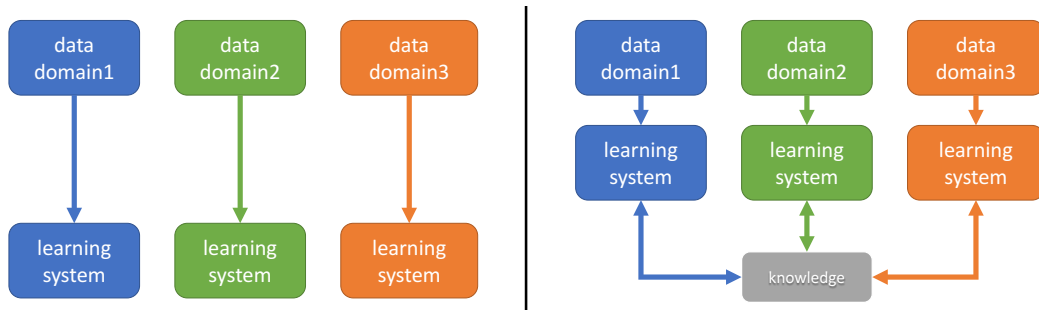 data
domain1
data
domain2
data
domain3
learning
system
learning
system
learning
system
data
domain1
data
domain2
data
domain3
learning
system
learning
system
learning
system
knowledge